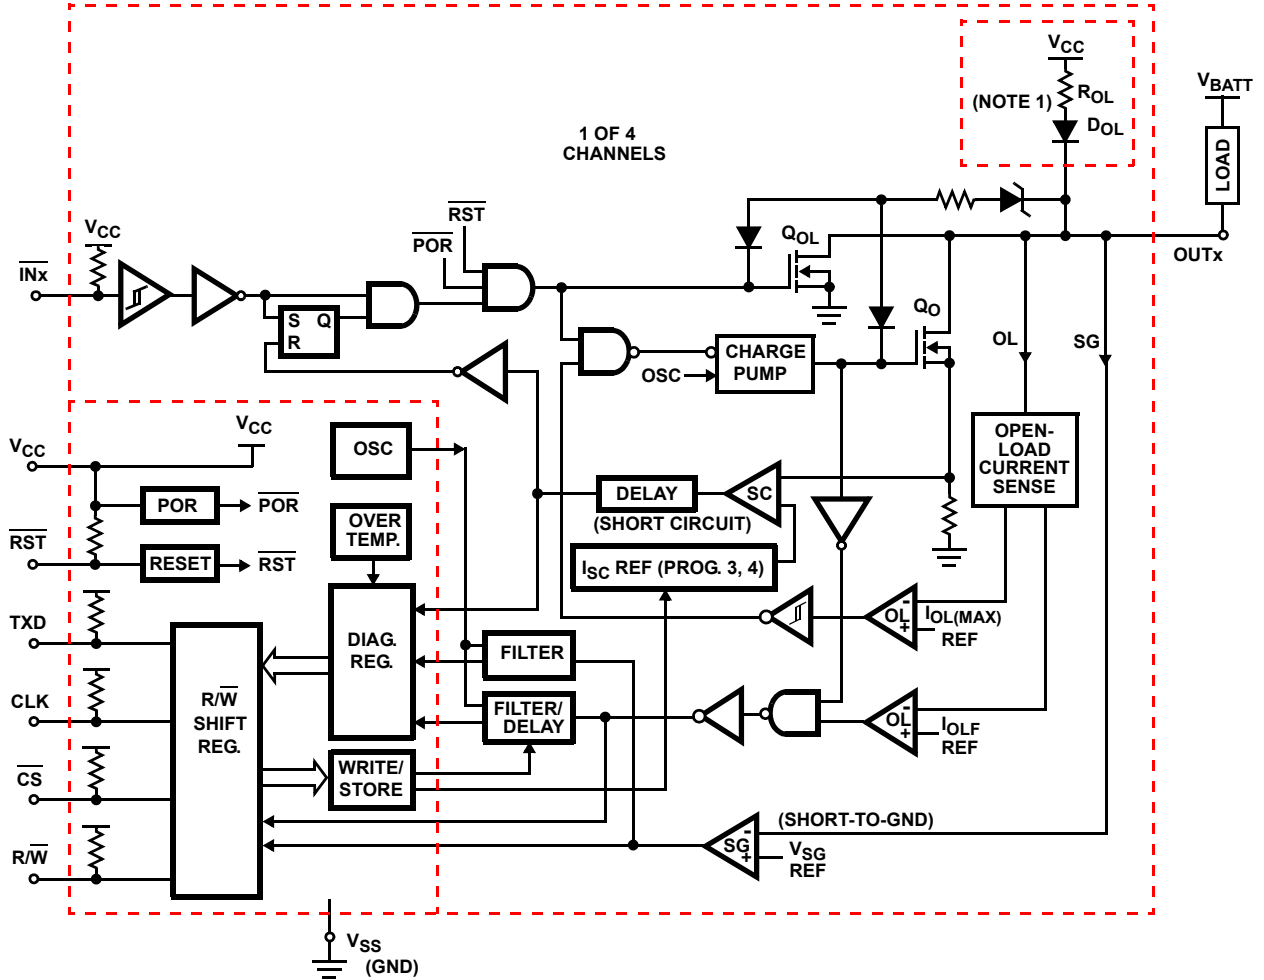 VCC
(NOTE 1)
ROL
DOL
VBATT
LOAD
1 OF 4
CHANNELS
RST
POR
VCC
INx
QOL
OUTx
S Q
R
QO
OL
SG
CHARGE
PUMP
OSC
VCC
VCC
OSC
OPEN-
LOAD
CURRENT
SENSE
DELAY
SC
(SHORT CIRCUIT)
POR
POR
OVER
TEMP.
RST
RESET
RST
ISC REF (PROG. 3, 4)
TXD
DIAG.
REG.
FILTER
OL
-
+
IOL(MAX)
REF
CLK
R/W
SHIFT
REG.
FILTER/
DELAY
OL
-
+
IOLF
REF
CS
WRITE/
STORE
(SHORT-TO-GND)
SG
-
+
VSG
REF
R/W
VSS
(GND)